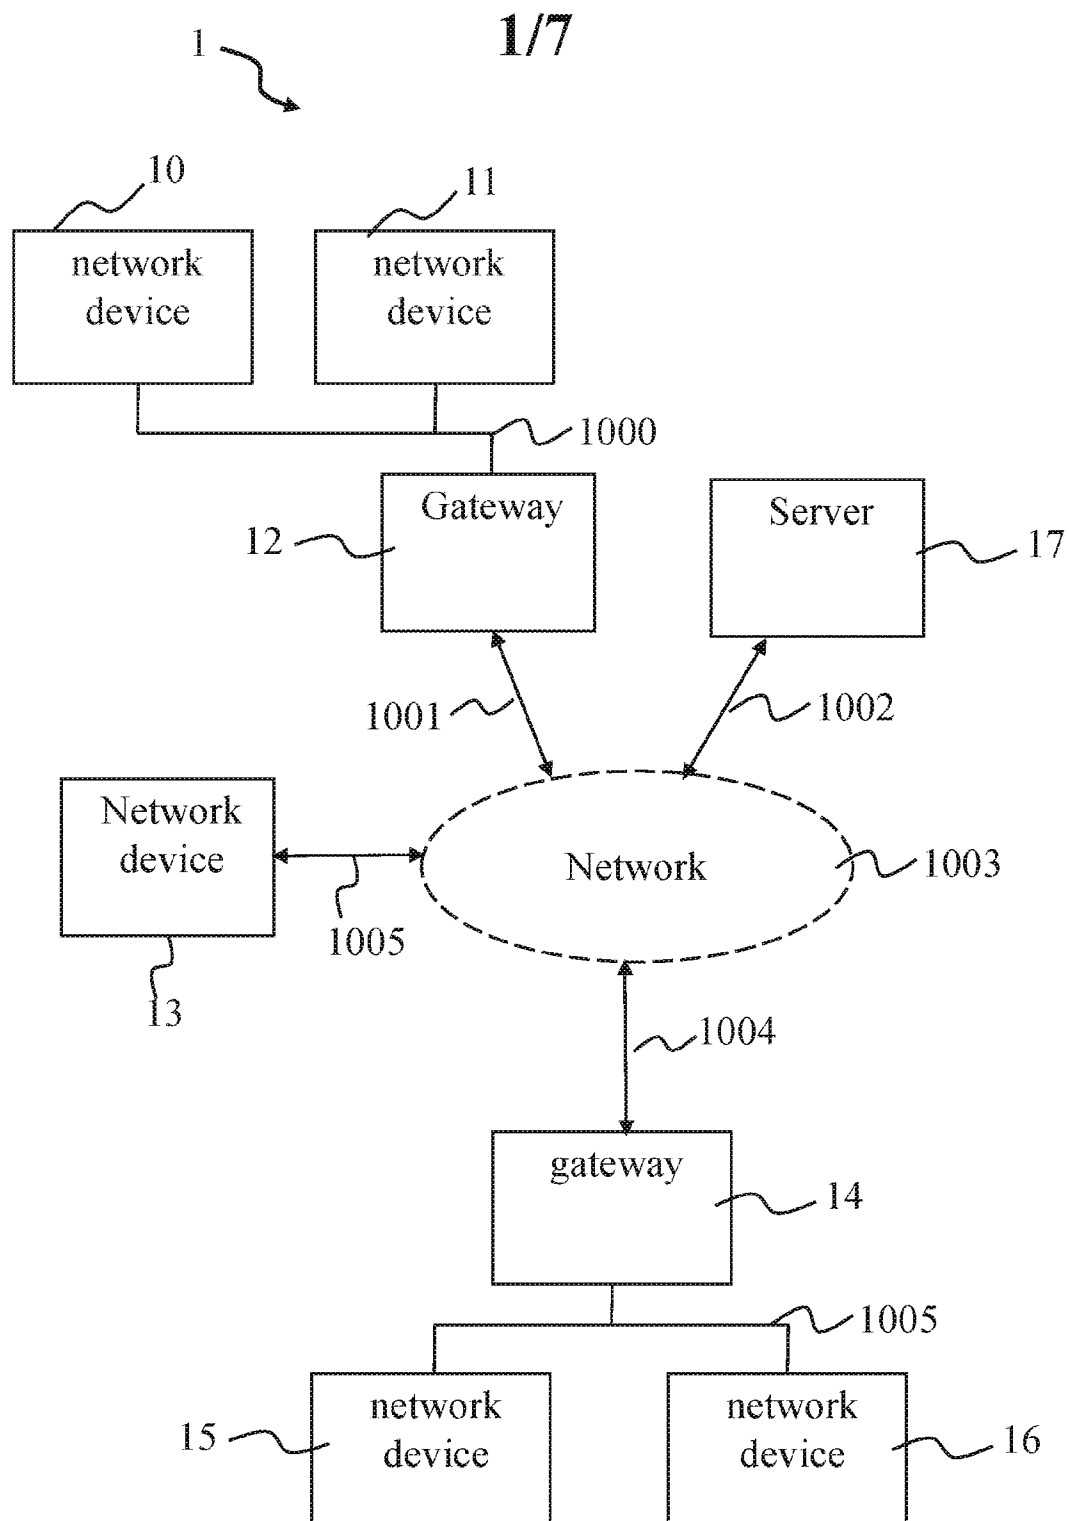 1/7
1
10
11
network
device
network
device
1000
Gateway
12
Server
17
1001
1002
Network
device
Network
1003
1005
13
1004
gateway
14
1005
network
device
15
network
device
16